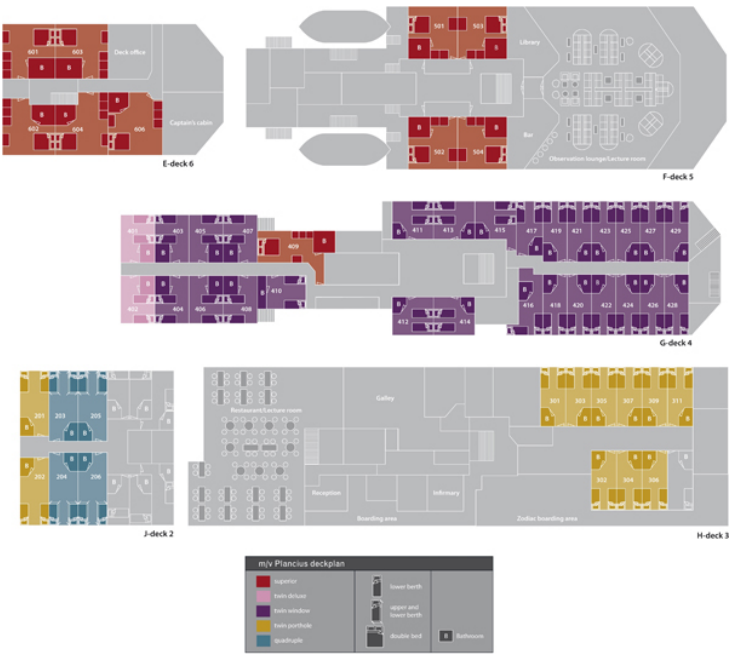 601
603
Deck office
B
B
B
B
B
602
604
606
Captain's cabin
E-deck 6
501
503
B
B
Library
B
B
502
504
Bar
Observation lounge/Lecture room
F-deck 5
401
403
405
407
409
B
411
413
415
417
419
421
423
425
427
429
402
404
406
408
410
412
414
416
418
420
422
424
426
428
G-deck 4
201
203
205
202
204
206
J-deck 2
Restaurant/Lecture room
Galley
Reception
Infirmary
Boarding area
Zodiac boarding area
301
303
305
307
309
311
302
304
306
H-deck 3
m/v Plancius deckplan
superior
twin deluxe
twin window
twin porthole
quadruple
lower berth
upper and
lower berth
double bed
B Bathroom